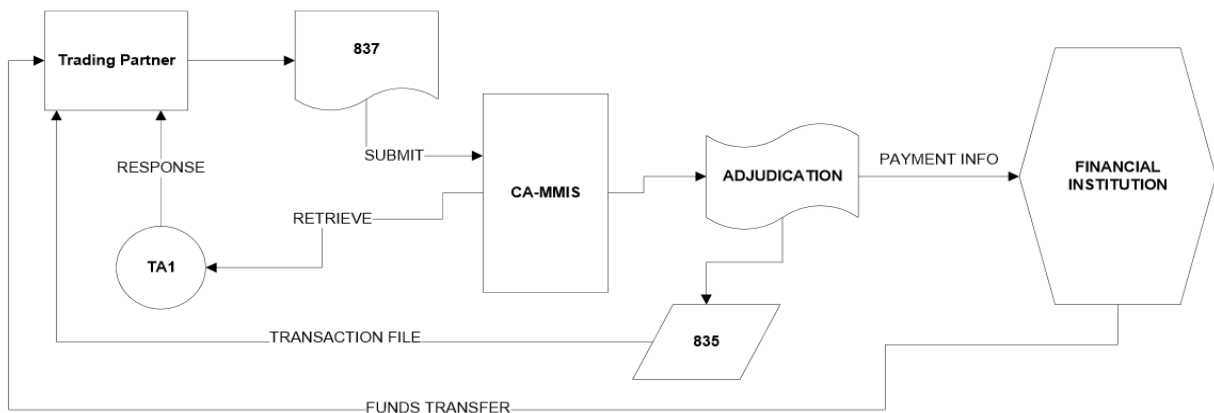 837
Trading Partner
SUBMIT
PAYMENT INFO
RESPONSE
FINANCIAL
INSTITUTION
ADJUDICATION
CA-MMIS
RETRIEVE
TA1
TRANSACTION FILE
835
FUNDS TRANSFER